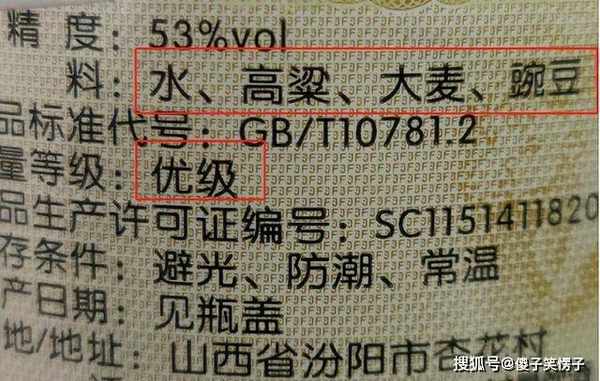 精 度：53%vol
料：水、高粱、大麦、豌豆
品标准代号：GB/T10781.2
量等级：优级
品生产许可证编号：SC1151411820
存条件：避光、防潮、常温
产日期：见瓶盖
地/地址：山西省汾阳市杏花村
搜狐号@傻子笑愣子